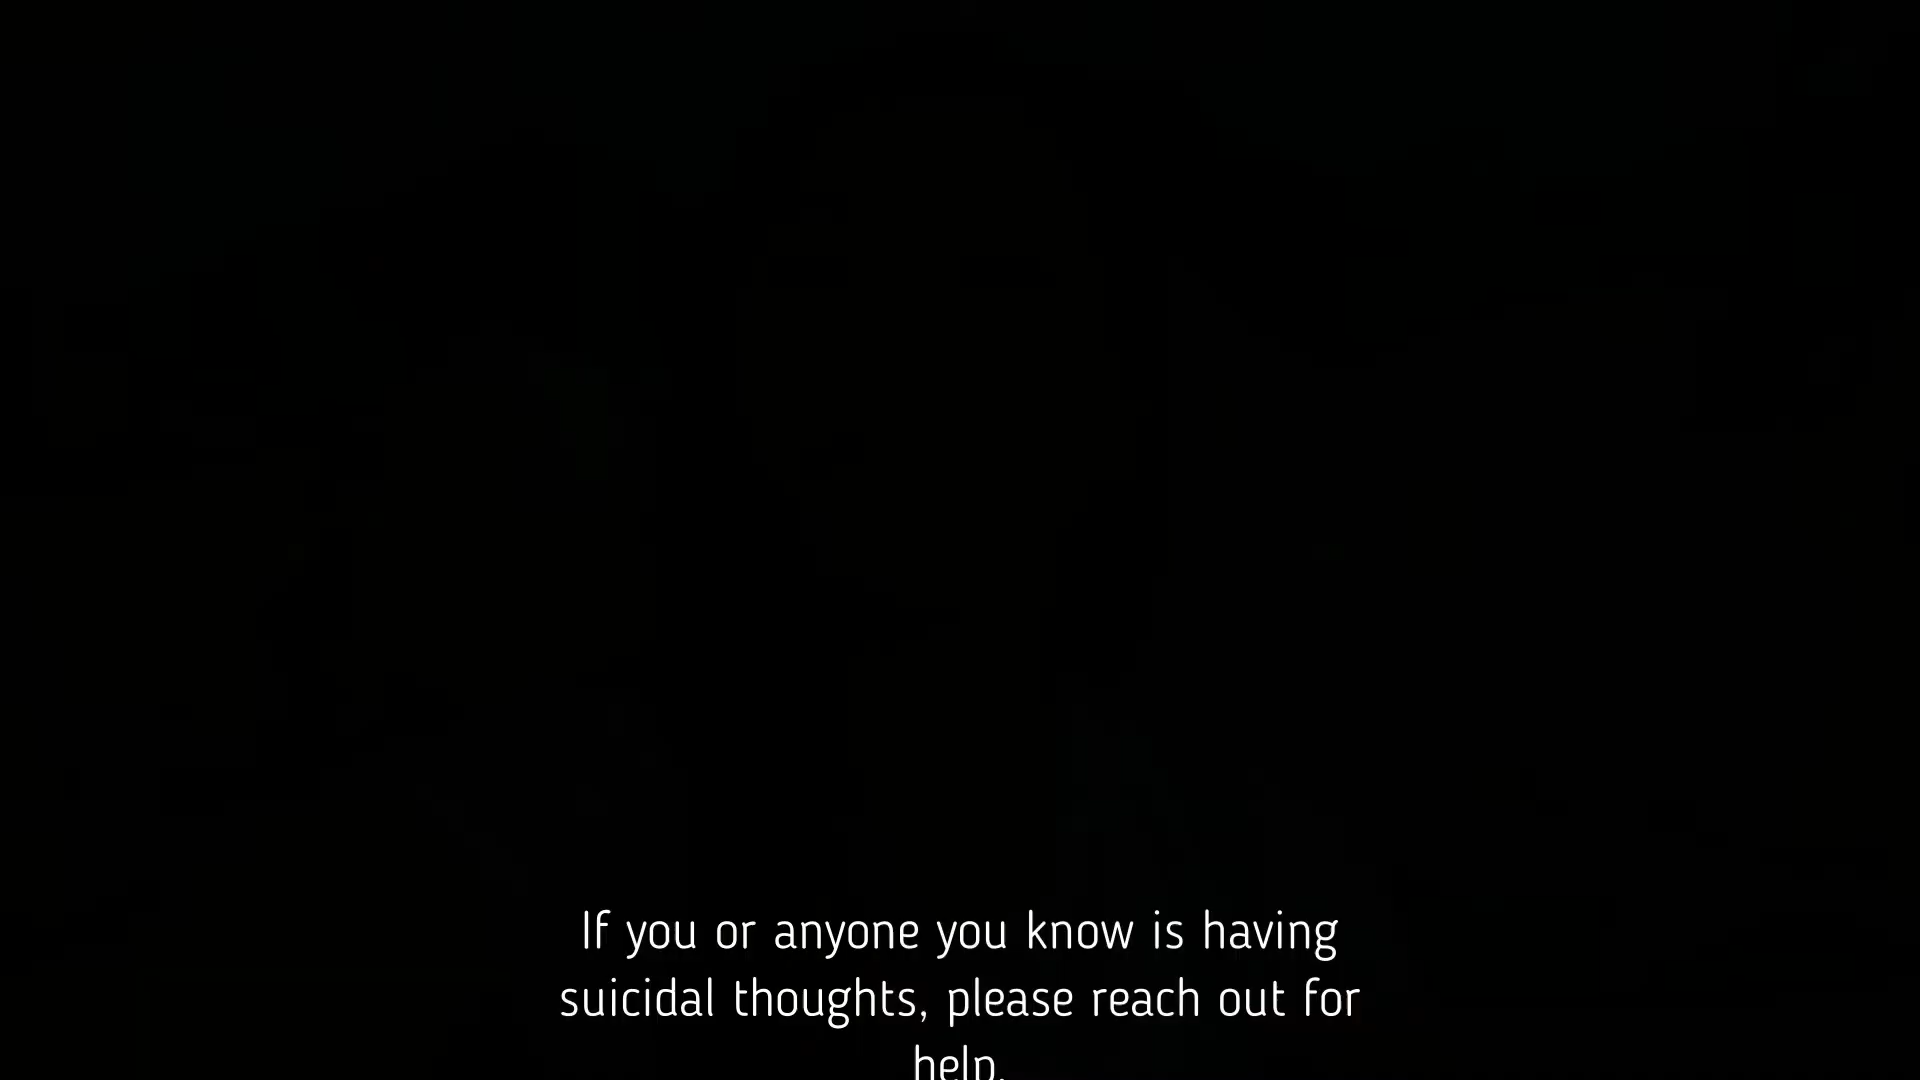 If you or anyone you know is having
suicidal thoughts, please reach out for
help.